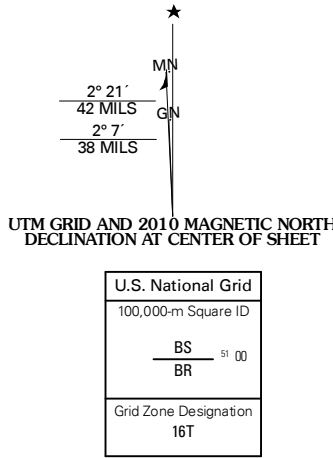 MN
2° 21´
42 MILS
GN
2° 7´
38 MILS
UTM GRID AND 2010 MAGNETIC NORTH
DECLINATION AT CENTER OF SHEET
U.S. National Grid
100,000-m Square ID
BS
51 00
BR
Grid Zone Designation
16T